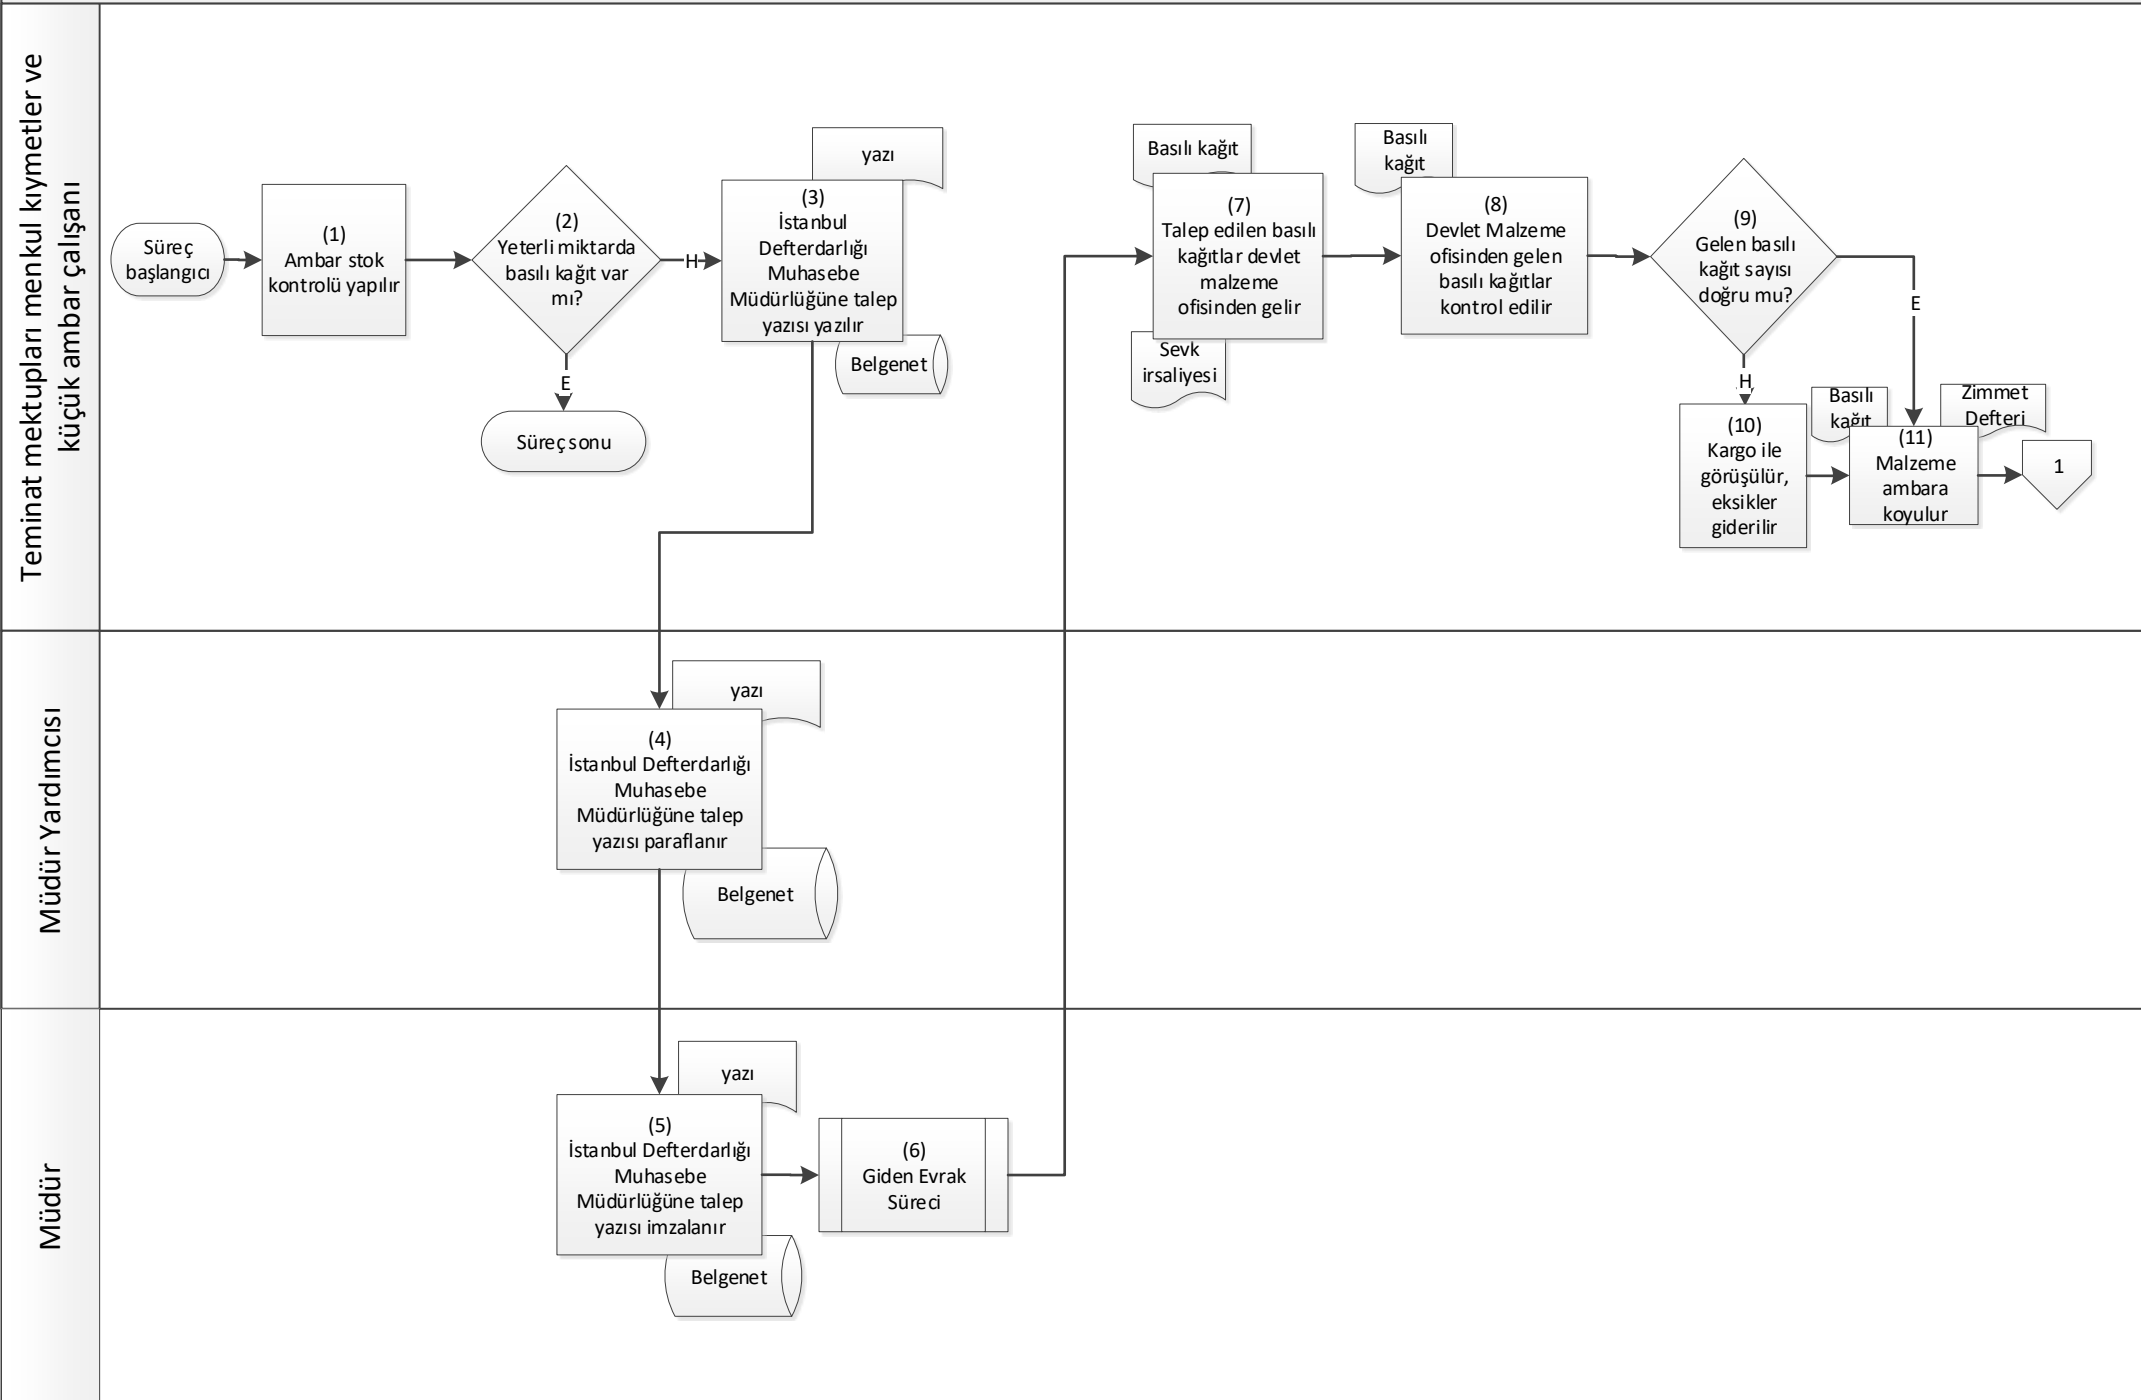 Teminat mektupları menkul kıymetler ve
küçük ambar çalışanı
Süreç
başlangıcı
(1)
Ambar stok
kontrolü yapılır
(2)
Yeterli miktarda
basılı kağıt var
mı?
H
E
Süreç sonu
yazı
(3)
İstanbul
Defterdarlığı
Muhasebe
Müdürlüğüne talep
yazısı yazılır
Belgenet
Basılı kağıt
(7)
Talep edilen basılı
kağıtlar devlet
malzeme
ofisinden gelir
Sevk
irsaliyesi
Basılı
kağıt
(8)
Devlet Malzeme
ofisinden gelen
basılı kağıtlar
kontrol edilir
(9)
Gelen basılı
kağıt sayısı
doğru mu?
E
H
(10)
Kargo ile
görüşülür,
eksikler
giderilir
Basılı
kağıt
Zimmet
Defteri
(11)
Malzeme
ambara
koyulur
1
Müdür Yardımcısı
yazı
(4)
İstanbul Defterdarlığı
Muhasebe
Müdürlüğüne talep
yazısı paraflanır
Belgenet
Müdür
yazı
(5)
İstanbul Defterdarlığı
Muhasebe
Müdürlüğüne talep
yazısı imzalanır
Belgenet
(6)
Giden Evrak
Süreci